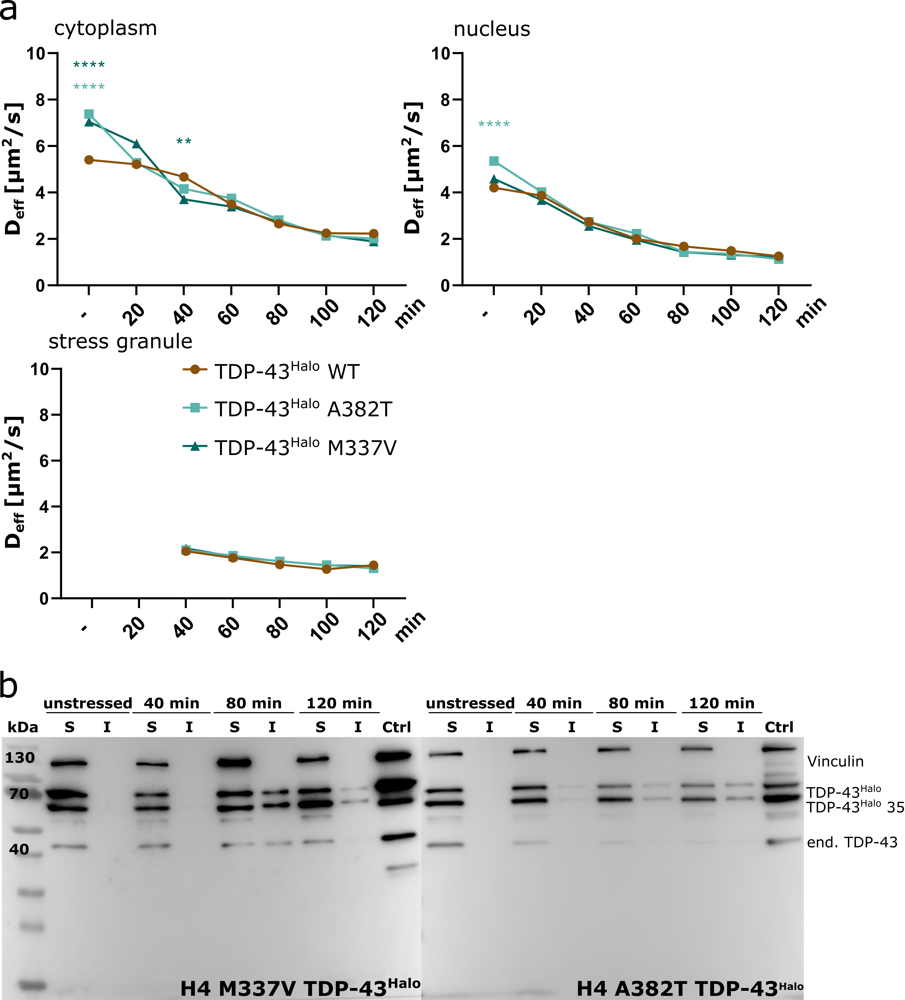 a
cytoplasm
10
8
6
4
2
0
Deff [µm²/s]
****
****
**
- 20 40 60 80 100 120 min
nucleus
10
8
6
4
2
0
Deff [µm²/s]
****
- 20 40 60 80 100 120 min
stress granule
10
8
6
4
2
0
Deff [µm²/s]
- 20 40 60 80 100 120 min
TDP-43Halo WT
TDP-43Halo A382T
TDP-43Halo M337V
b
unstressed 40 min 80 min 120 min unstressed 40 min 80 min 120 min
kDa S I S I S I S I Ctrl S I S I S I S I Ctrl
130
70
40
Vinculin
TDP-43Halo
TDP-43Halo 35
end. TDP-43
H4 M337V TDP-43Halo
H4 A382T TDP-43Halo